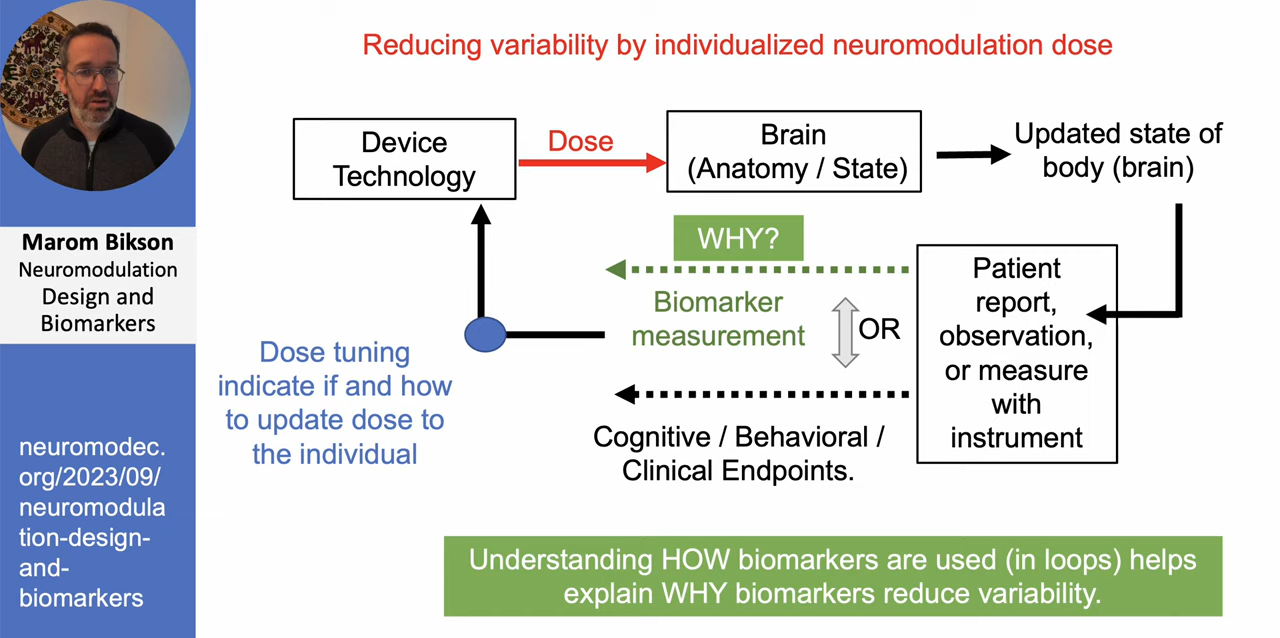 Reducing variability by individualized neuromodulation dose
Device
Technology
Dose
Brain
(Anatomy / State)
Updated state of
body (brain)
WHY?
Biomarker
measurement
OR
Patient
report,
observation,
or measure
with
instrument
Cognitive / Behavioral /
Clinical Endpoints.
Dose tuning
indicate if and how
to update dose to
the individual
Understanding HOW biomarkers are used (in loops) helps
explain WHY biomarkers reduce variability.
Marom Bikson
Neuromodulation
Design and
Biomarkers
neuromodec.
org/2023/09/
neuromodula
tion-design-
and-
biomarkers